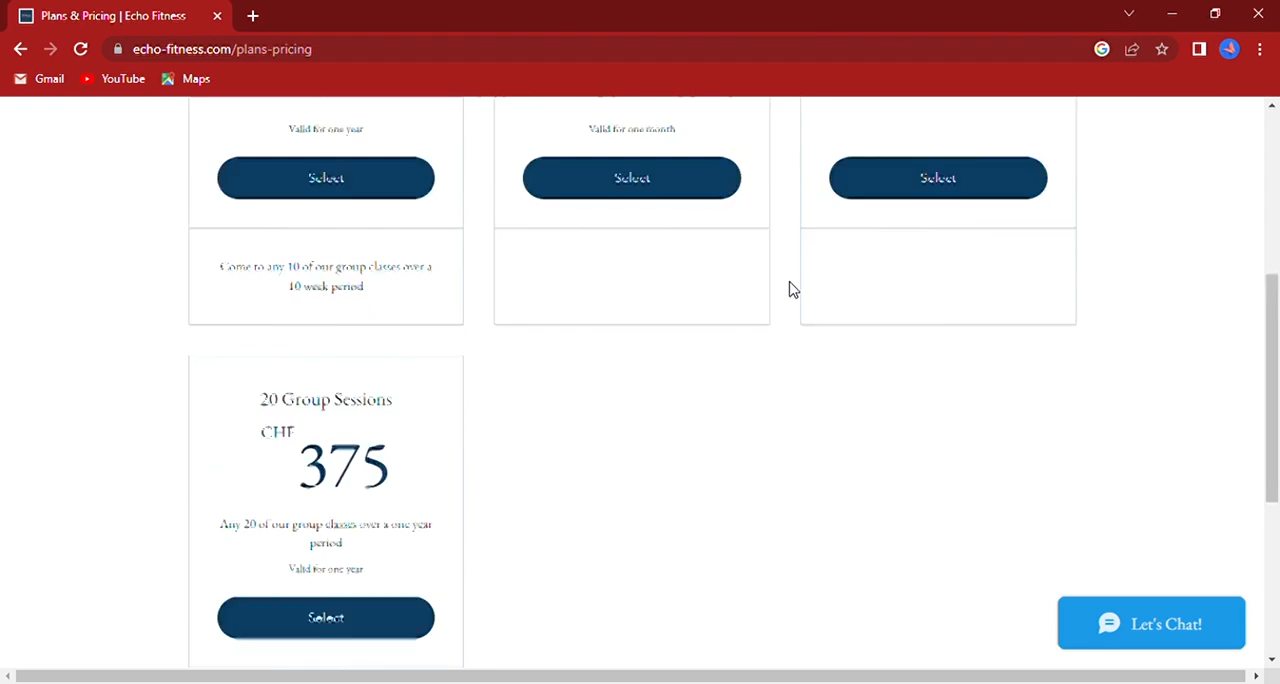 Plans & Pricing | Echo Fitness
echo-fitness.com/plans-pricing
Gmail
YouTube
Maps
Valid for one year
Valid for one month
Select
Select
Select
Come to any 10 of our group classes over a
10 week period
20 Group Sessions
CHF
375
Any 20 of our group classes over a one year
period
Valid for one year
Select
Let's Chat!